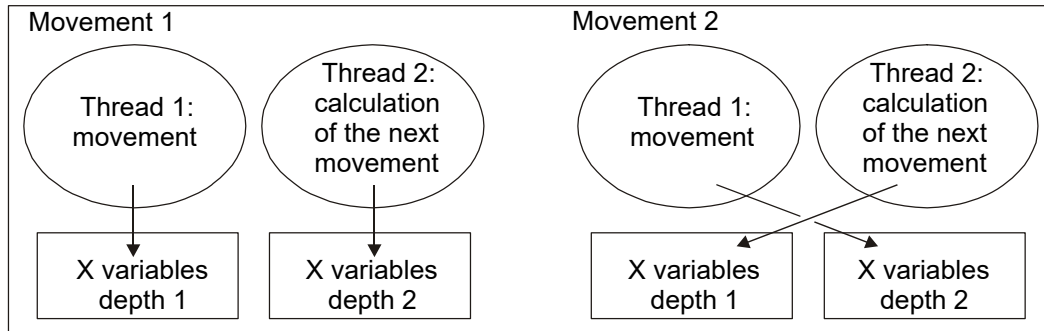 Movement 1
Thread 1:
movement
Thread 2:
calculation
of the next
movement
X variables
depth 1
X variables
depth 2
Movement 2
Thread 1:
movement
Thread 2:
calculation
of the next
movement
X variables
depth 1
X variables
depth 2